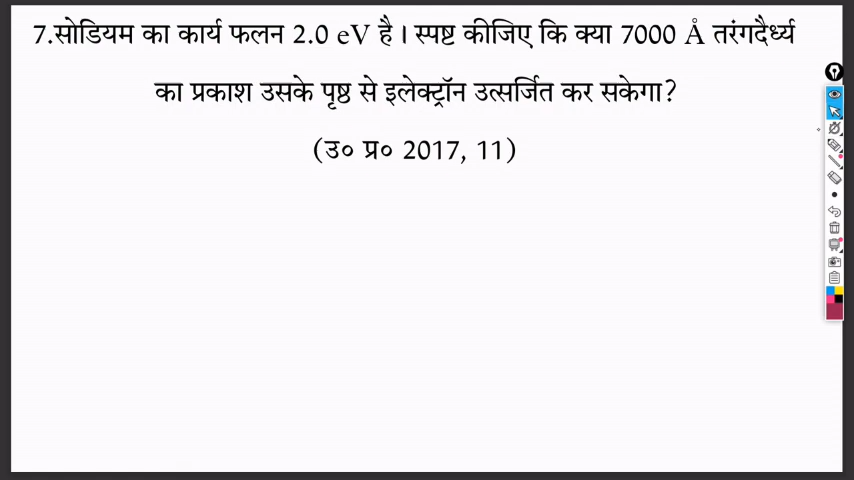 7.सोडियम का कार्य फलन 2.0 eV है। स्पष्ट कीजिए कि क्या 7000 Å तरंगदैर्ध्य
का प्रकाश उसके पृष्ठ से इलेक्ट्रॉन उत्सर्जित कर सकेगा?
(उ० प्र० 2017, 11)